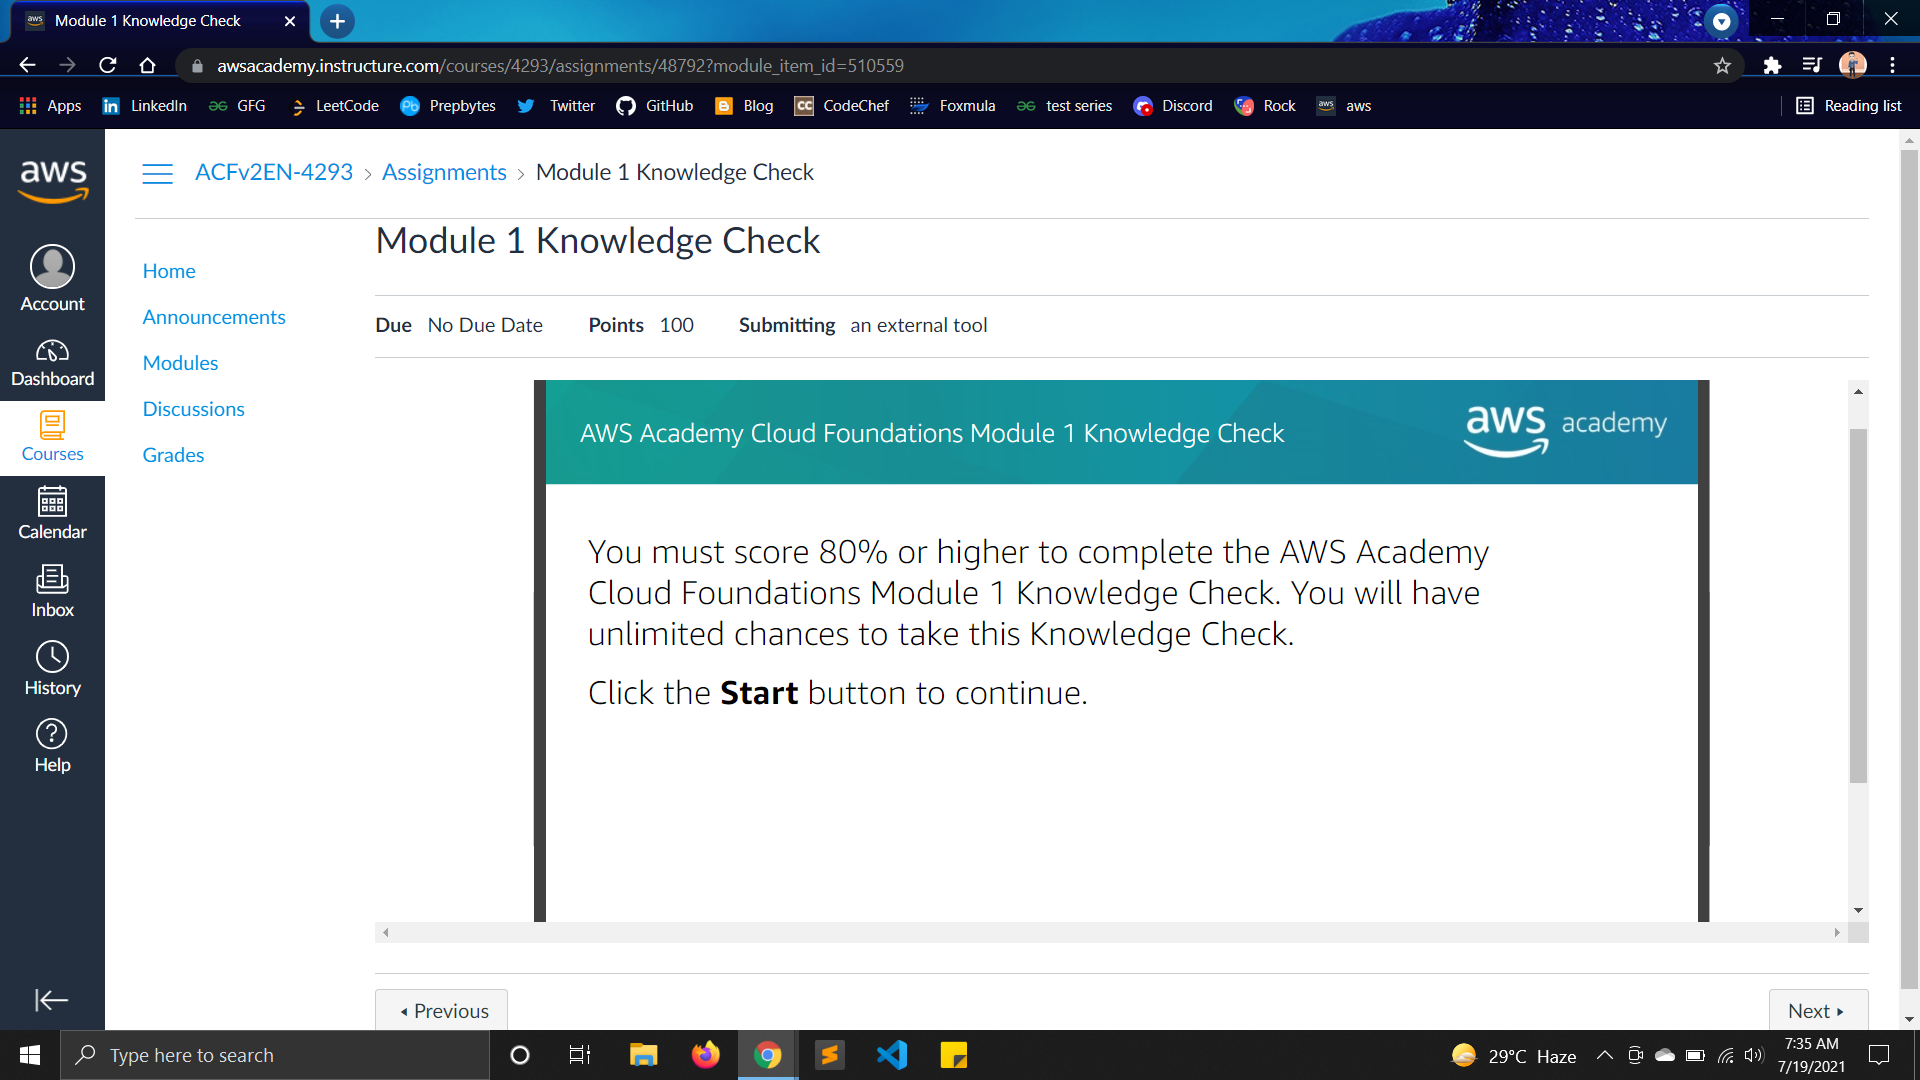 aws Module 1 Knowledge Check
awsacademy.instructure.com/courses/4293/assignments/48792?module_item_id=510559
Apps LinkedIn GFG LeetCode Pb Prepbytes Twitter GitHub Blog CC CodeChef Foxmula test series Discord Rock aws aws Reading list
aws
Account
Dashboard
Courses
Calendar
Inbox
History
Help
ACFv2EN-4293 › Assignments › Module 1 Knowledge Check
Home
Announcements
Modules
Discussions
Grades
Module 1 Knowledge Check
Due No Due Date Points 100 Submitting an external tool
AWS Academy Cloud Foundations Module 1 Knowledge Check
aws academy
You must score 80% or higher to complete the AWS Academy
Cloud Foundations Module 1 Knowledge Check. You will have
unlimited chances to take this Knowledge Check.
Click the Start button to continue.
Previous
Next
Type here to search
29°C Haze
7:35 AM
7/19/2021